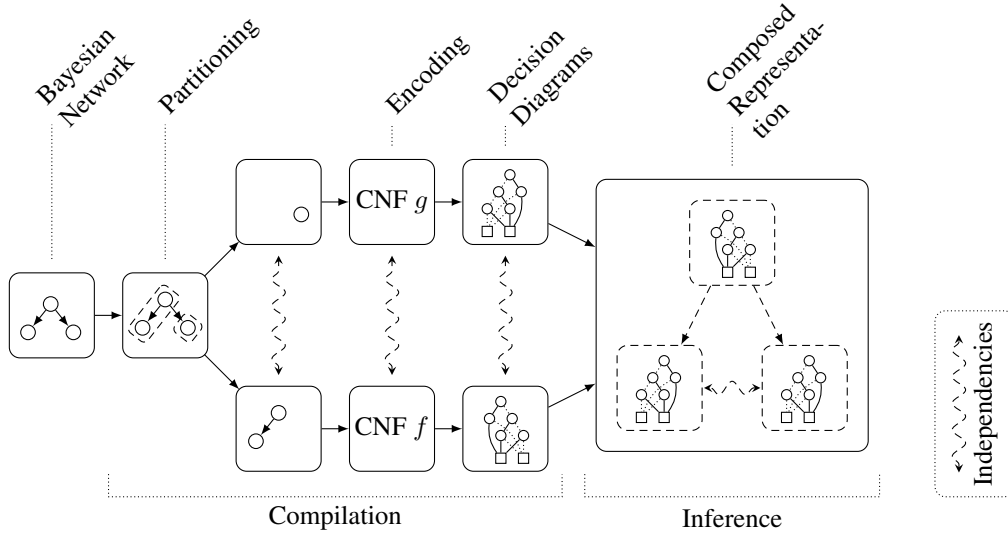 Bayesian
Network
Partitioning
Encoding
Decision
Diagrams
Composed
Representa-
tion
CNF g
CNF f
Independencies
Compilation
Inference